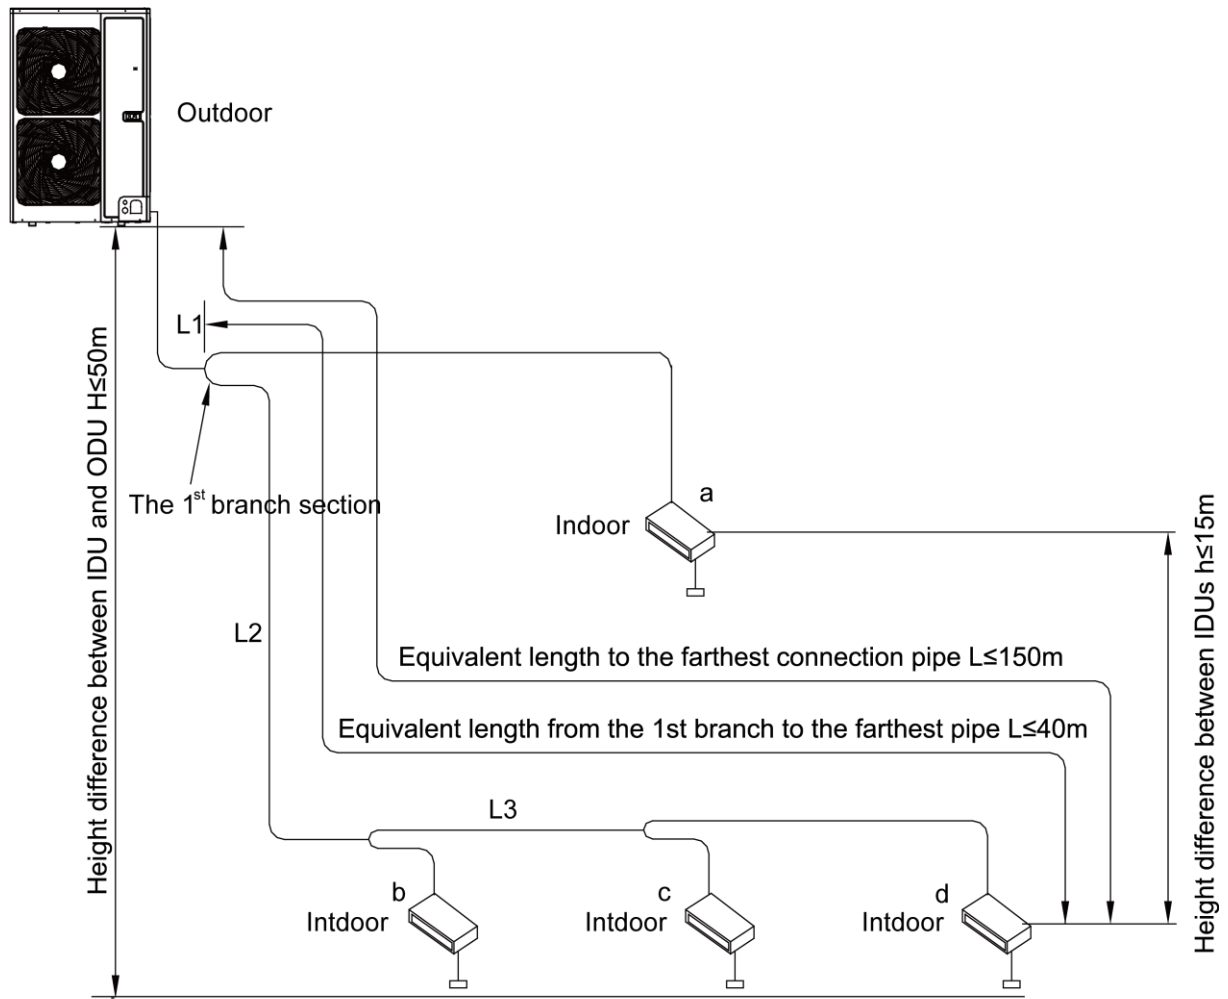 Outdoor
L1
Height difference between IDU and ODU H≤50m
The 1st branch section
a
Indoor
Height difference between IDUs h≤15m
L2
Equivalent length to the farthest connection pipe L≤150m
Equivalent length from the 1st branch to the farthest pipe L≤40m
L3
b
Intdoor
c
Intdoor
d
Intdoor